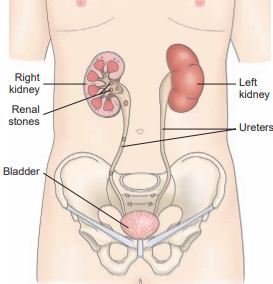 Right
kidney
Renal
stones
Bladder
Left
kidney
Ureters